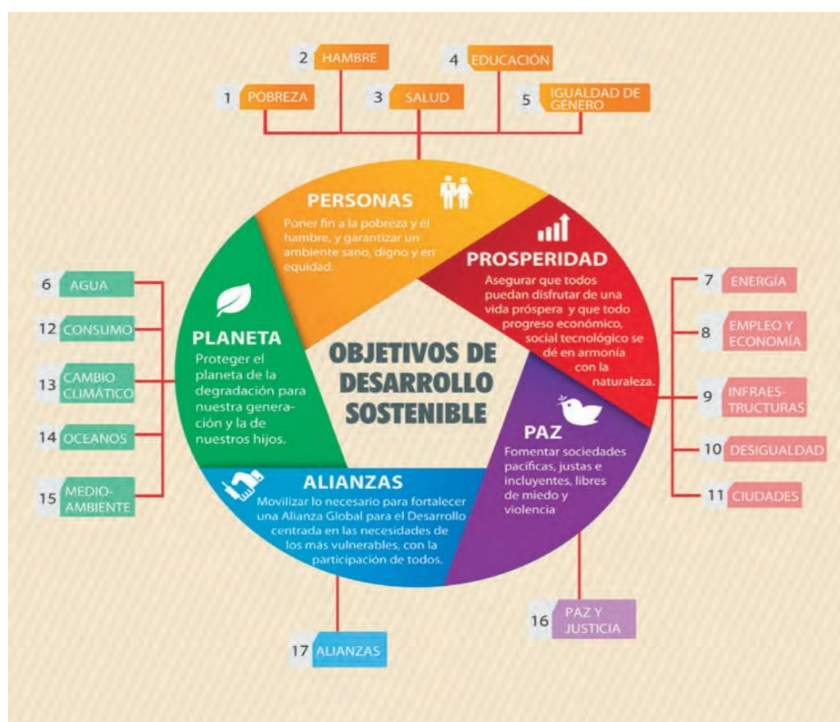 2 HAMBRE
4 EDUCACIÓN
1 POBREZA
3 SALUD
5 IGUALDAD DE
GÉNERO
PERSONAS
Poner fin a la pobreza y el
hambre, y garantizar un
ambiente sano, digno y en
equidad.
PROSPERIDAD
Asegurar que todos
puedan disfrutar de una
vida próspera y que todo
progreso económico,
social tecnológico se
dé en armonía
con la
naturaleza.
7 ENERGÍA
8 EMPLEO Y
ECONOMÍA
9 INFRAES-
TRUCTURAS
10 DESIGUALDAD
11 CIUDADES
6 AGUA
12 CONSUMO
13 CAMBIO
CLIMÁTICO
14 OCEANOS
15 MEDIO-
AMBIENTE
PLANETA
Proteger el
planeta de la
degradación para
nuestra genera-
ción y la de
nuestros hijos.
OBJETIVOS DE
DESARROLLO
SOSTENIBLE
PAZ
Fomentar sociedades
pacíficas, justas e
incluyentes, libres
de miedo y
violencia
ALIANZAS
Movilizar lo necesario para fortalecer
una Alianza Global para el Desarrollo
centrada en las necesidades de
los más vulnerables, con la
participación de todos.
16 PAZ Y
JUSTICIA
17 ALIANZAS